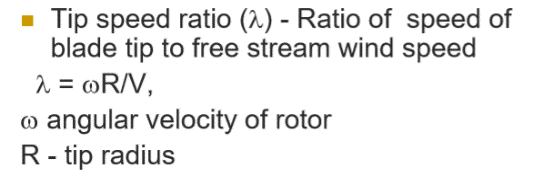 ▪ Tip speed ratio (λ) - Ratio of speed of
blade tip to free stream wind speed
λ = ωR/V,
ω angular velocity of rotor
R - tip radius